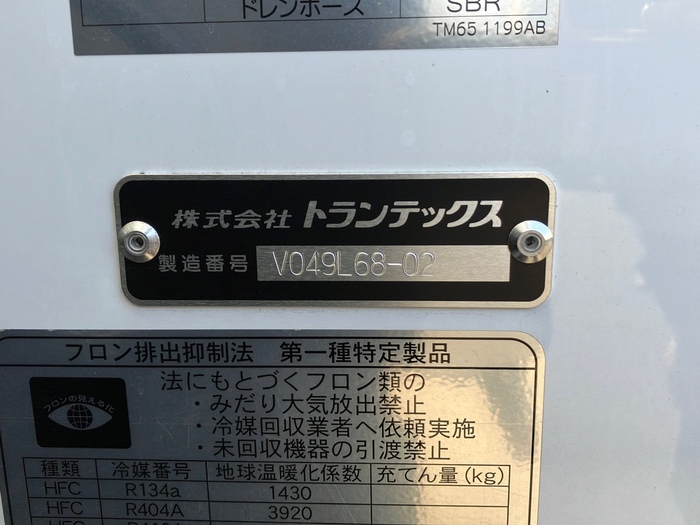 ドレンホース SBR
TM65 1199AB
株式会社 トランテックス
製造番号 V049L68-02
フロン排出抑制法 第一種特定製品
フロンの見える化
法にもとづくフロン類の
・みだり大気放出禁止
・冷媒回収業者へ依頼実施
・未回収機器の引渡禁止
種類 冷媒番号 地球温暖化係数 充てん量(kg)
HFC R134a 1430
HFC R404A 3920